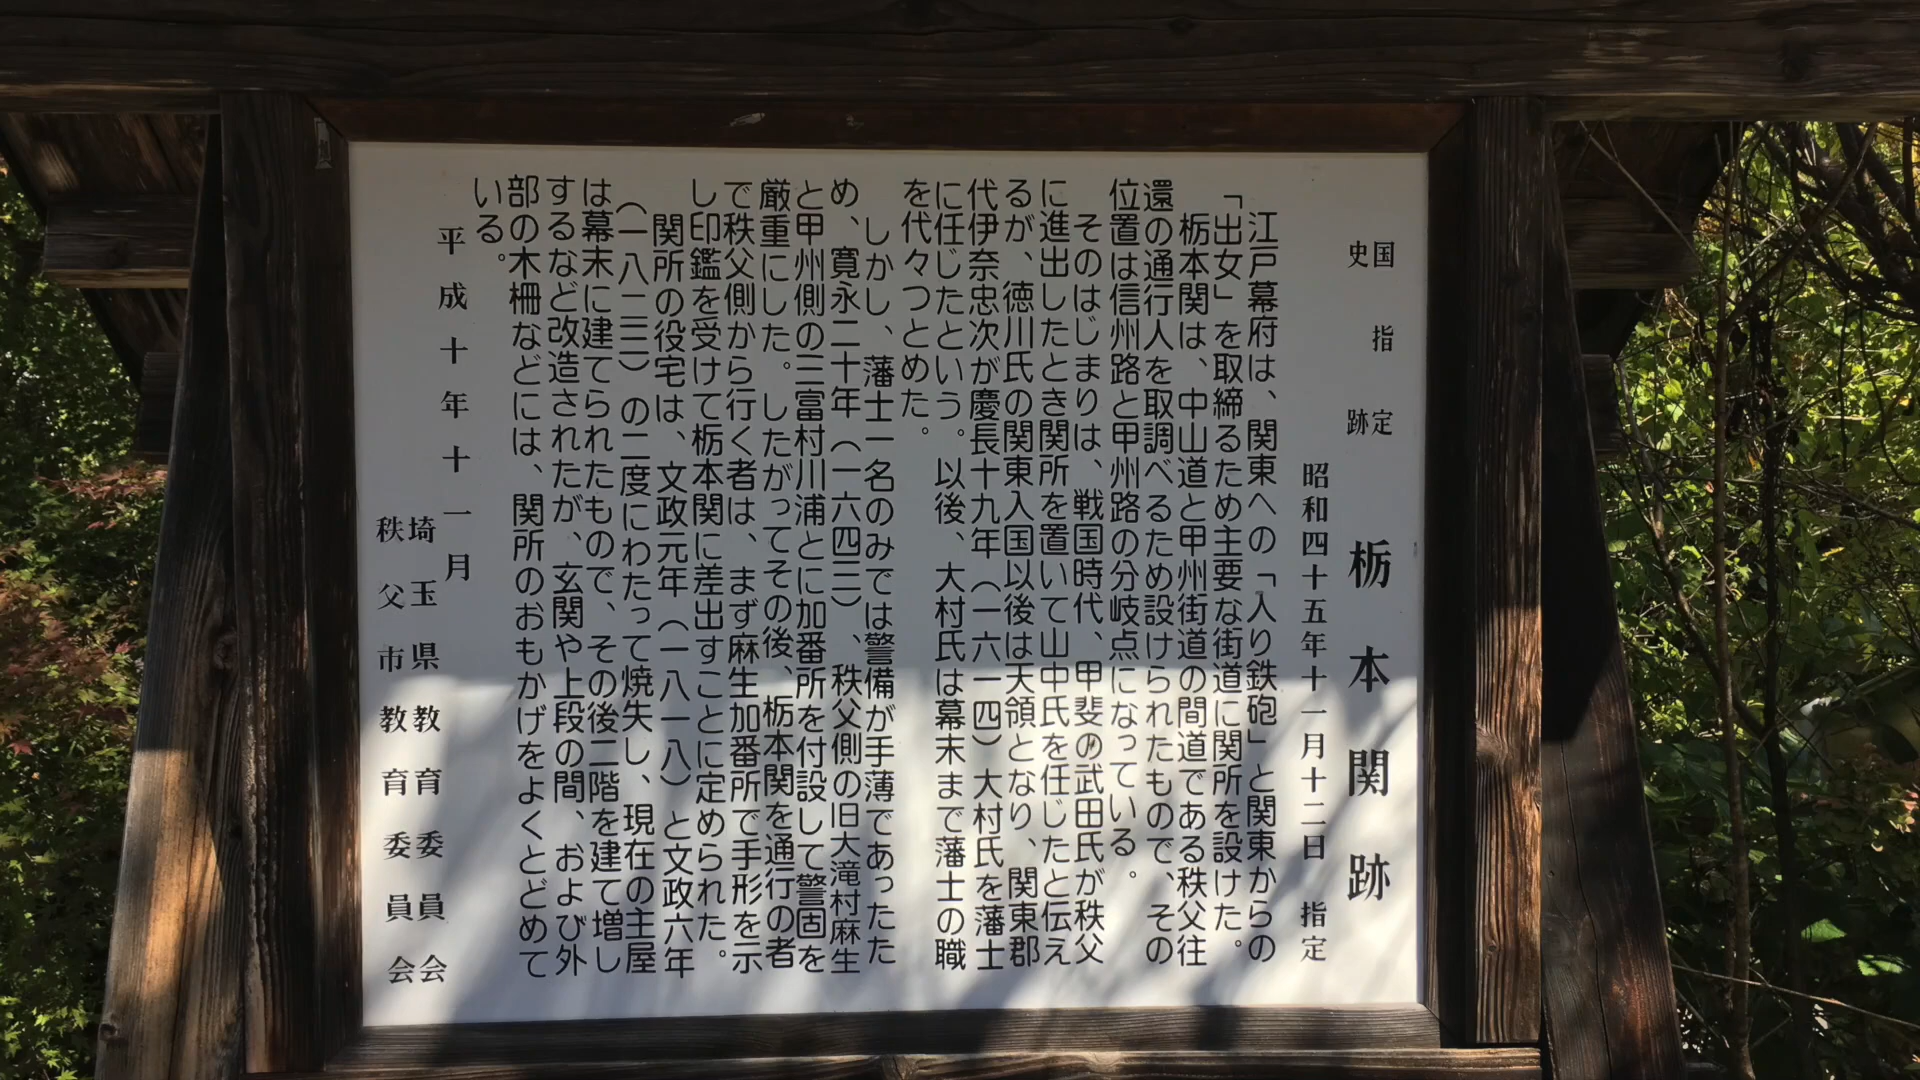 国指定
史跡
栃本関跡
昭和四十五年十一月十二日 指定
江戸幕府は、関東への「入り鉄砲」と関東からの
「出女」を取締るため主要な街道に関所を設けた。
栃本関は、中山道と甲州街道の間道である秩父往
還の通行人を取調べるため設けられたもので、その
位置は信州路と甲州路の分岐点になっている。
そのはじまりは、戦国時代、甲斐の武田氏が秩父
に進出したとき関所を置いて山中氏を任じたと伝え
るが、徳川氏の関東入国以後は天領となり、関東郡
代伊奈忠次が慶長十九年（一六一四）大村氏を藩士
に任じたという。以後、大村氏は幕末まで藩士の職
を代々つとめた。
しかし、藩士一名のみでは警備が手薄であったた
め、寛永二十年（一六四三）、秩父側の旧大滝村麻生
と甲州側の三富村川浦とに加番所を付設して警固を
厳重にした。したがってその後、栃本関を通行の者
で秩父側から行く者は、まず麻生加番所で手形を示
し印鑑を受けて栃本関に差出すことに定められた。
関所の役宅は、文政元年（一八一八）と文政六年
（一八二三）の二度にわたって焼失し、現在の主屋
は幕末に建てられたもので、その後二階を建て増し
するなど改造されたが、玄関や上段の間、および外
部の木柵などには、関所のおもかげをよくとどめて
いる。
平成十年十一月
埼玉県教育委員会
秩父市教育委員会